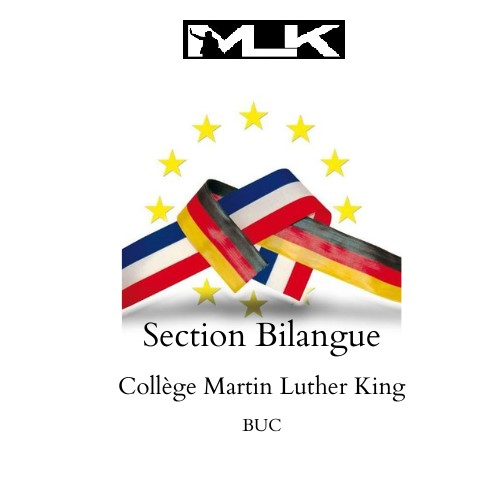 MLK
Section Bilangue
Collège Martin Luther King
BUC